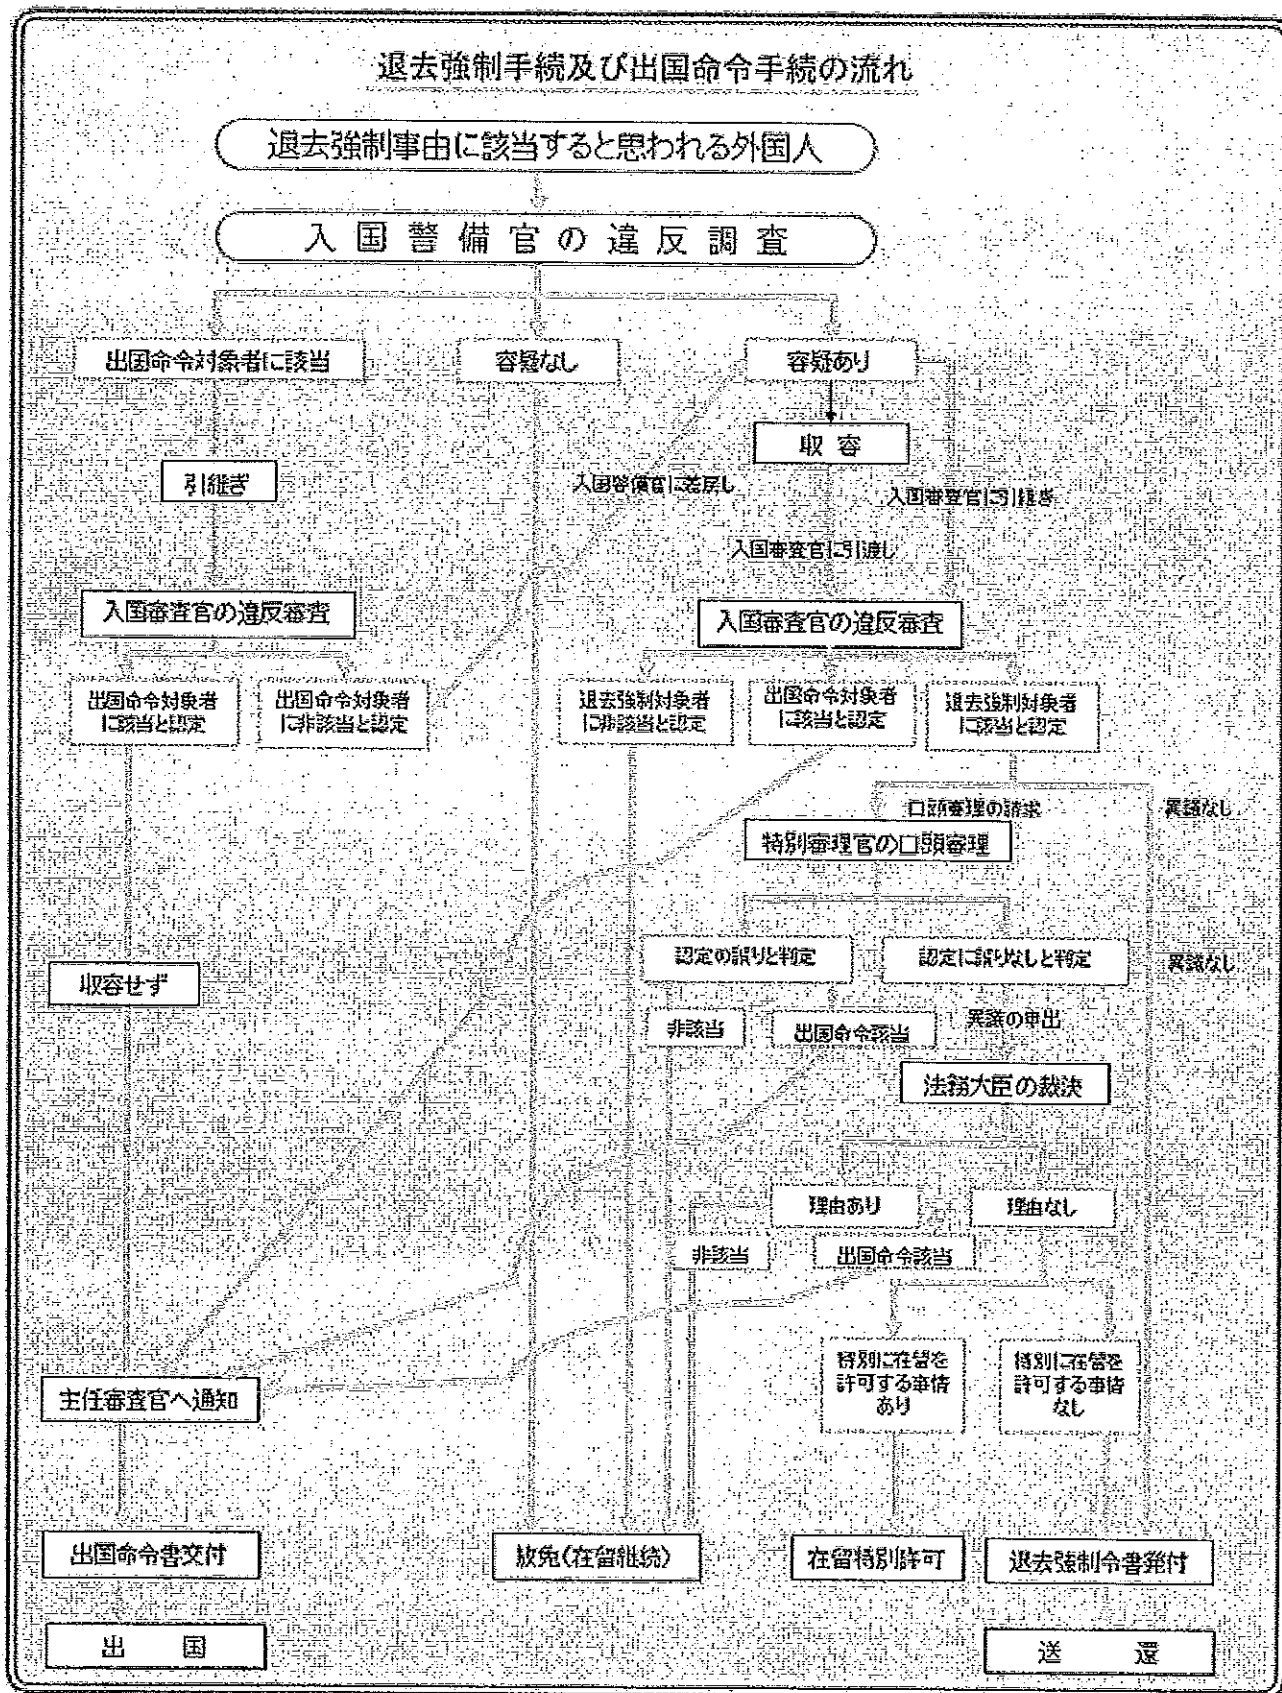 退去強制手続及び出国命令手続の流れ
退去強制事由に該当すると思われる外国人
入国警備官の違反調査
出国命令対象者に該当
容疑なし
容疑あり
収容
引継ぎ
入国警備官に差戻し
入国審査官に引継ぎ
入国審査官に引渡し
入国審査官の違反審査
入国審査官の違反審査
出国命令対象者
に該当と認定
出国命令対象者
に非該当と認定
退去強制対象者
に非該当と認定
出国命令対象者
に該当と認定
退去強制対象者
に該当と認定
口頭審理の請求
異議なし
特別審理官の口頭審理
認定の誤りと判定
認定に誤りなしと判定
異議なし
収容せず
非該当
出国命令該当
異議の申出
法務大臣の裁決
理由あり
理由なし
非該当
出国命令該当
特別に在留を
許可する事情
あり
特別に在留を
許可する事情
なし
主任審査官へ通知
出国命令書交付
放免(在留継続)
在留特別許可
退去強制令書発付
出国
送還